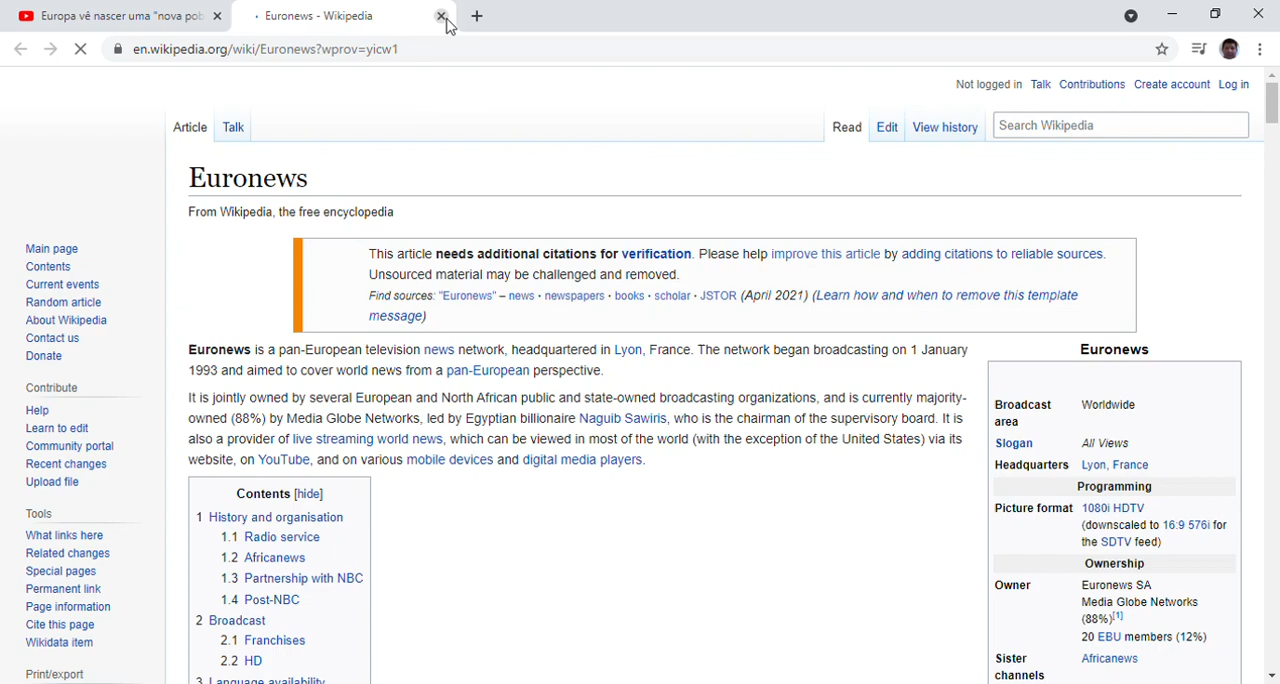 Europa vê nascer uma "nova pob
Euronews - Wikipedia
en.wikipedia.org/wiki/Euronews?wprov=yicw1
Not logged in Talk Contributions Create account Log in
Article Talk Read Edit View history Search Wikipedia
Euronews
From Wikipedia, the free encyclopedia
Main page
Contents
Current events
Random article
About Wikipedia
Contact us
Donate
Contribute
Help
Learn to edit
Community portal
Recent changes
Upload file
Tools
What links here
Related changes
Special pages
Permanent link
Page information
Cite this page
Wikidata item
Print/export
This article needs additional citations for verification. Please help improve this article by adding citations to reliable sources.
Unsourced material may be challenged and removed.
Find sources: "Euronews" – news · newspapers · books · scholar · JSTOR (April 2021) (Learn how and when to remove this template
message)
Euronews is a pan-European television news network, headquartered in Lyon, France. The network began broadcasting on 1 January
1993 and aimed to cover world news from a pan-European perspective.
It is jointly owned by several European and North African public and state-owned broadcasting organizations, and is currently majority-
owned (88%) by Media Globe Networks, led by Egyptian billionaire Naguib Sawiris, who is the chairman of the supervisory board. It is
also a provider of live streaming world news, which can be viewed in most of the world (with the exception of the United States) via its
website, on YouTube, and on various mobile devices and digital media players.
Contents [hide]
1 History and organisation
1.1 Radio service
1.2 Africanews
1.3 Partnership with NBC
1.4 Post-NBC
2 Broadcast
2.1 Franchises
2.2 HD
3 Language availability
Euronews
Broadcast Worldwide
area
Slogan All Views
Headquarters Lyon, France
Programming
Picture format 1080i HDTV
(downscaled to 16:9 576i for
the SDTV feed)
Ownership
Owner Euronews SA
Media Globe Networks
(88%)[1]
20 EBU members (12%)
Sister Africanews
channels